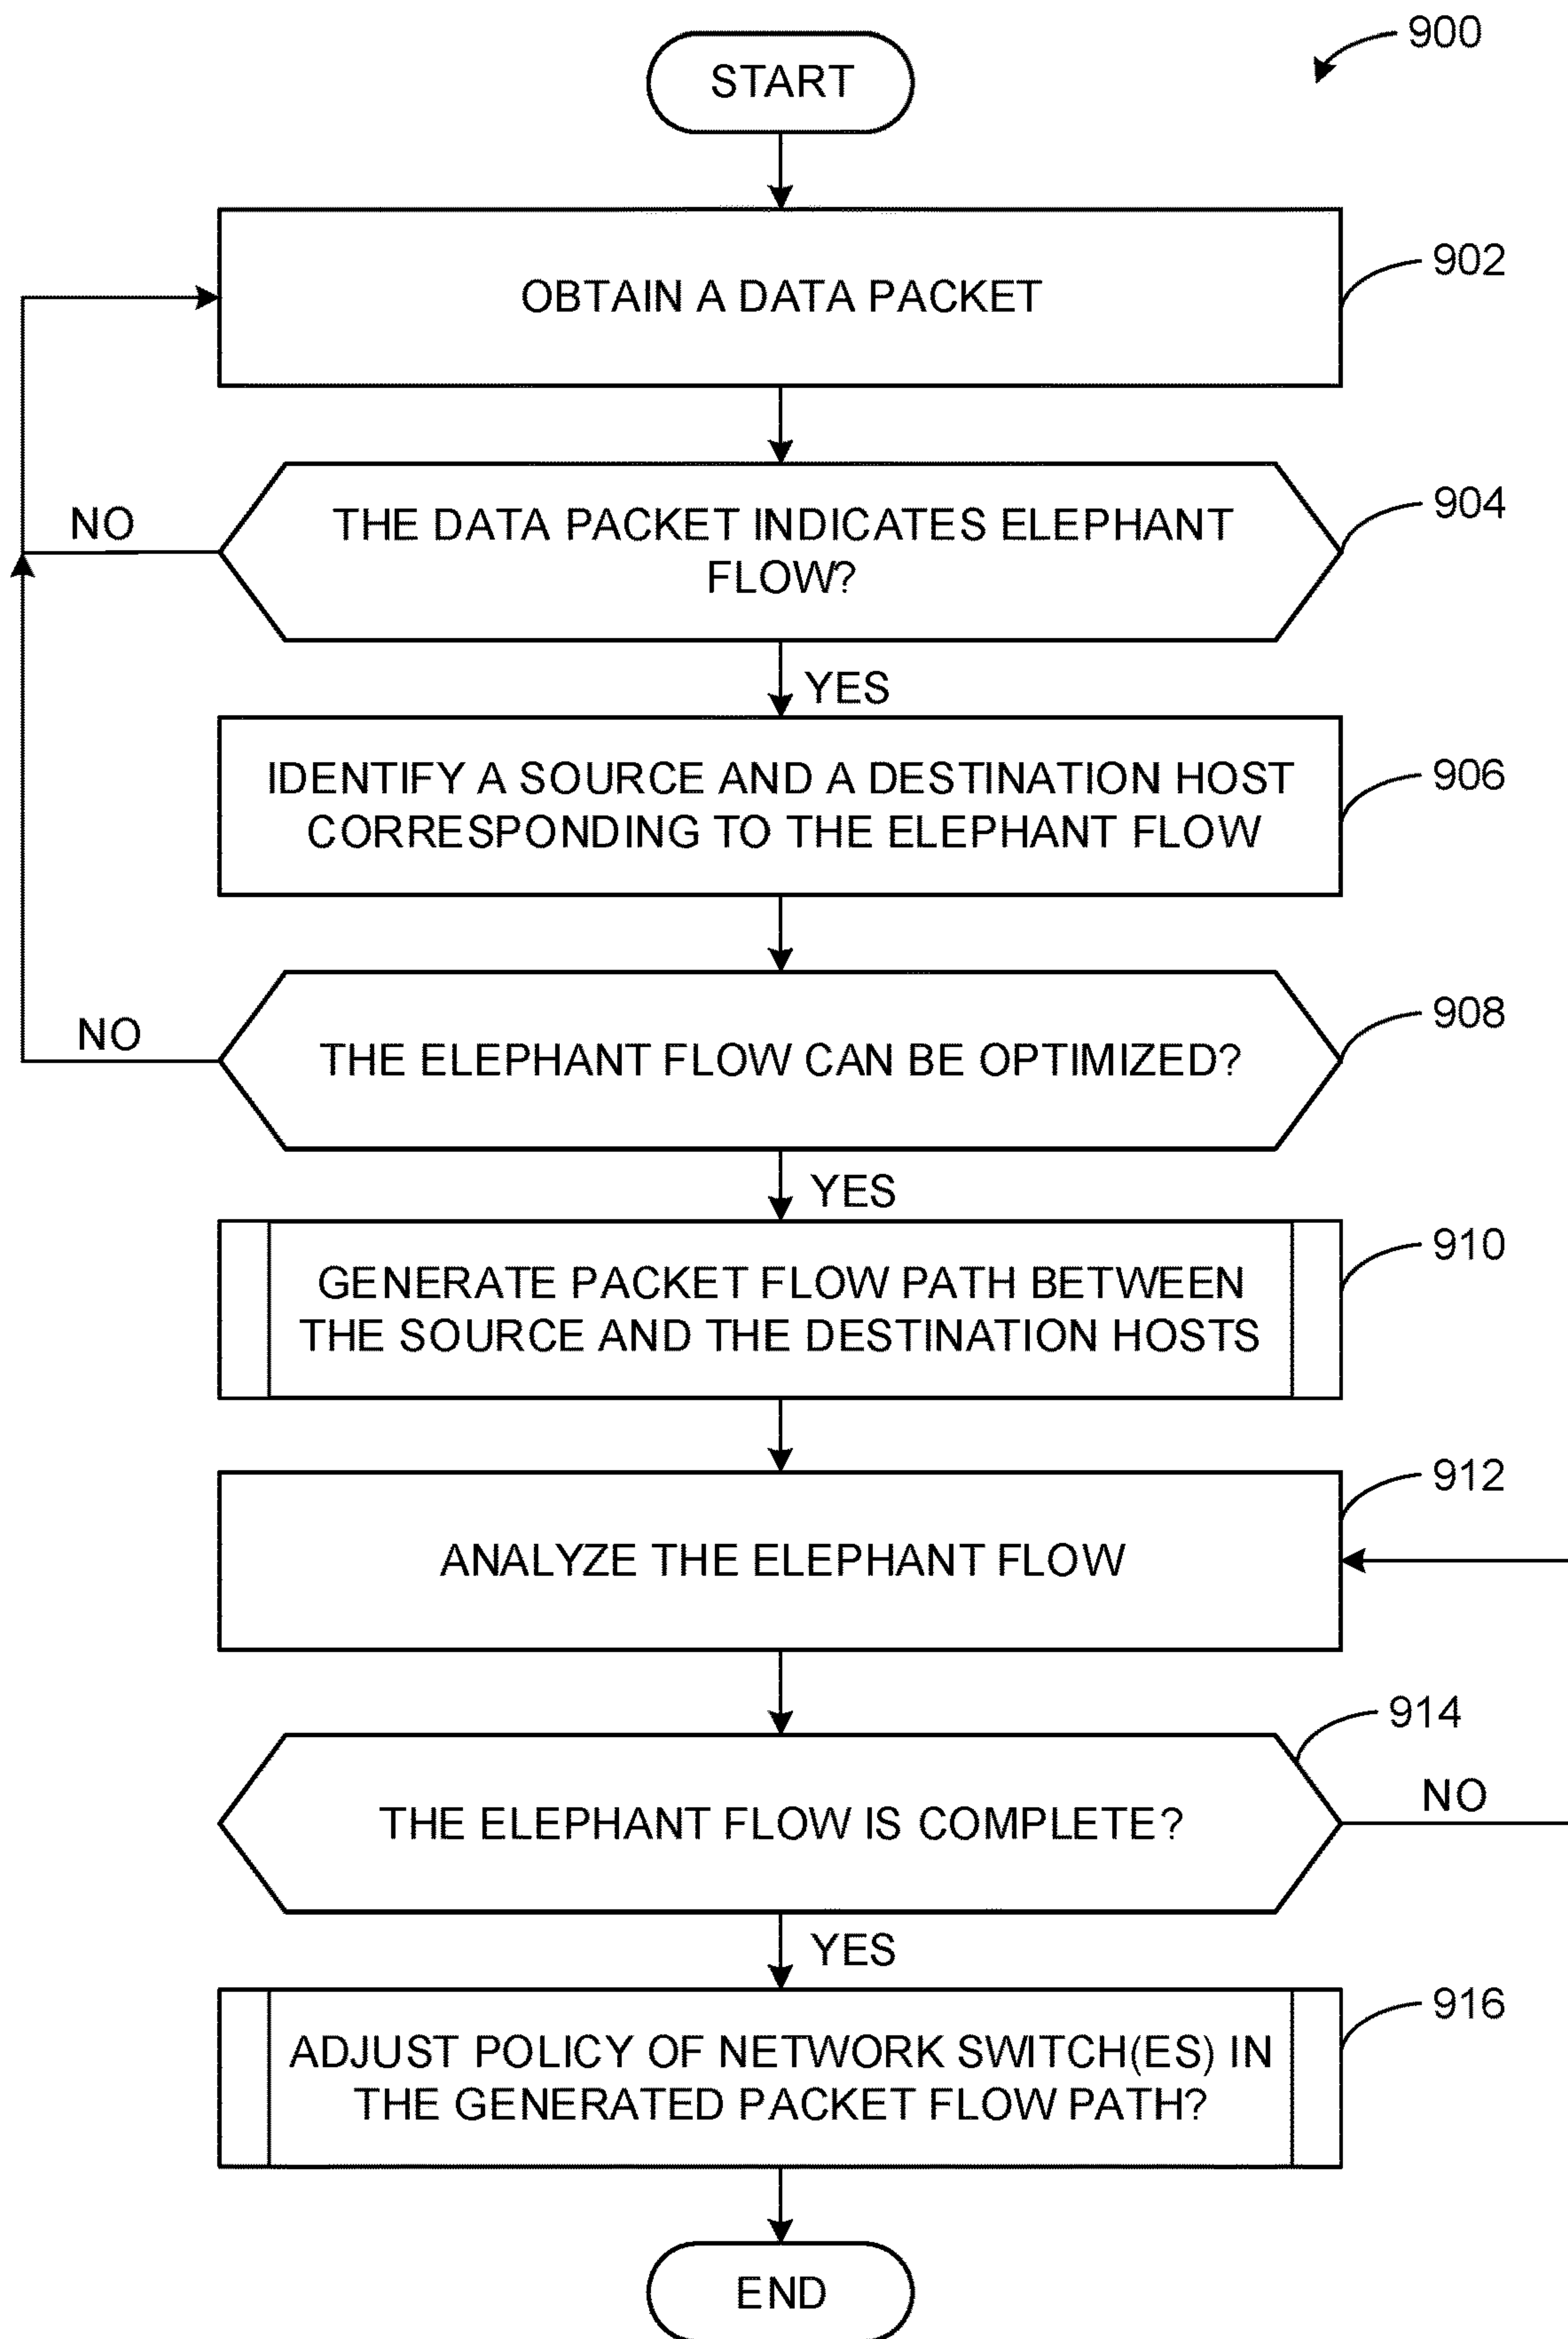 900
START
OBTAIN A DATA PACKET
902
THE DATA PACKET INDICATES ELEPHANT
FLOW?
904
NO
YES
IDENTIFY A SOURCE AND A DESTINATION HOST
CORRESPONDING TO THE ELEPHANT FLOW
906
THE ELEPHANT FLOW CAN BE OPTIMIZED?
908
NO
YES
GENERATE PACKET FLOW PATH BETWEEN
THE SOURCE AND THE DESTINATION HOSTS
910
ANALYZE THE ELEPHANT FLOW
912
THE ELEPHANT FLOW IS COMPLETE?
914
NO
YES
ADJUST POLICY OF NETWORK SWITCH(ES) IN
THE GENERATED PACKET FLOW PATH?
916
END